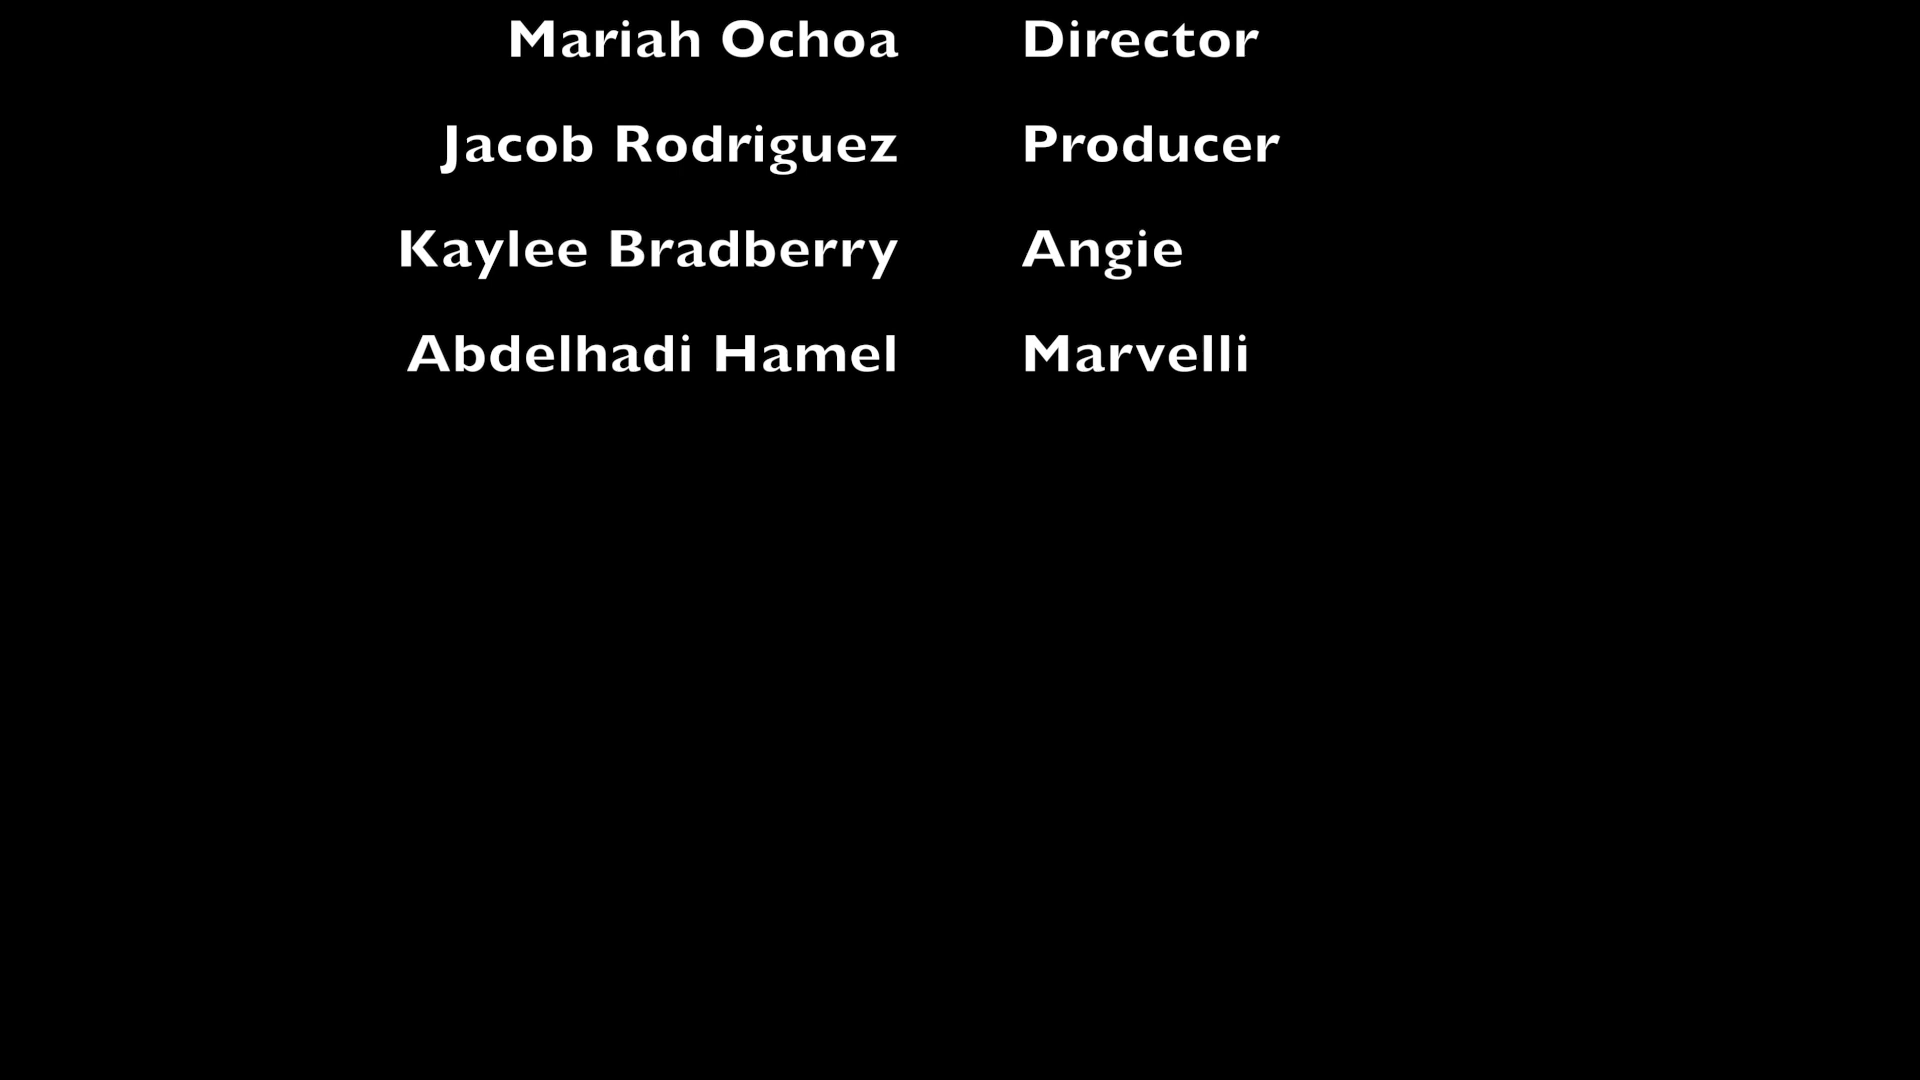 Mariah Ochoa Director
Jacob Rodriguez Producer
Kaylee Bradberry Angie
Abdelhadi Hamel Marvelli